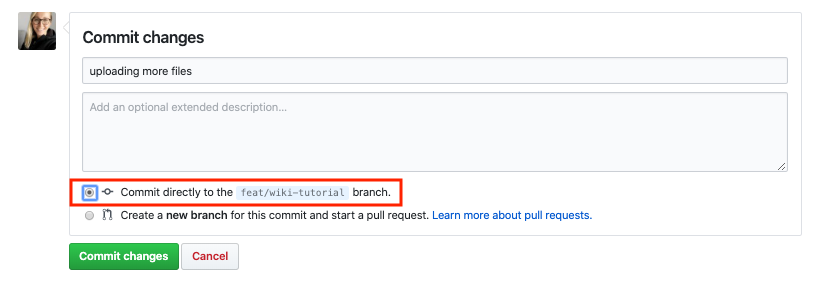 Commit changes
uploading more files
Add an optional extended description...
Commit directly to the feat/wiki-tutorial branch.
Create a new branch for this commit and start a pull request. Learn more about pull requests.
Commit changes
Cancel